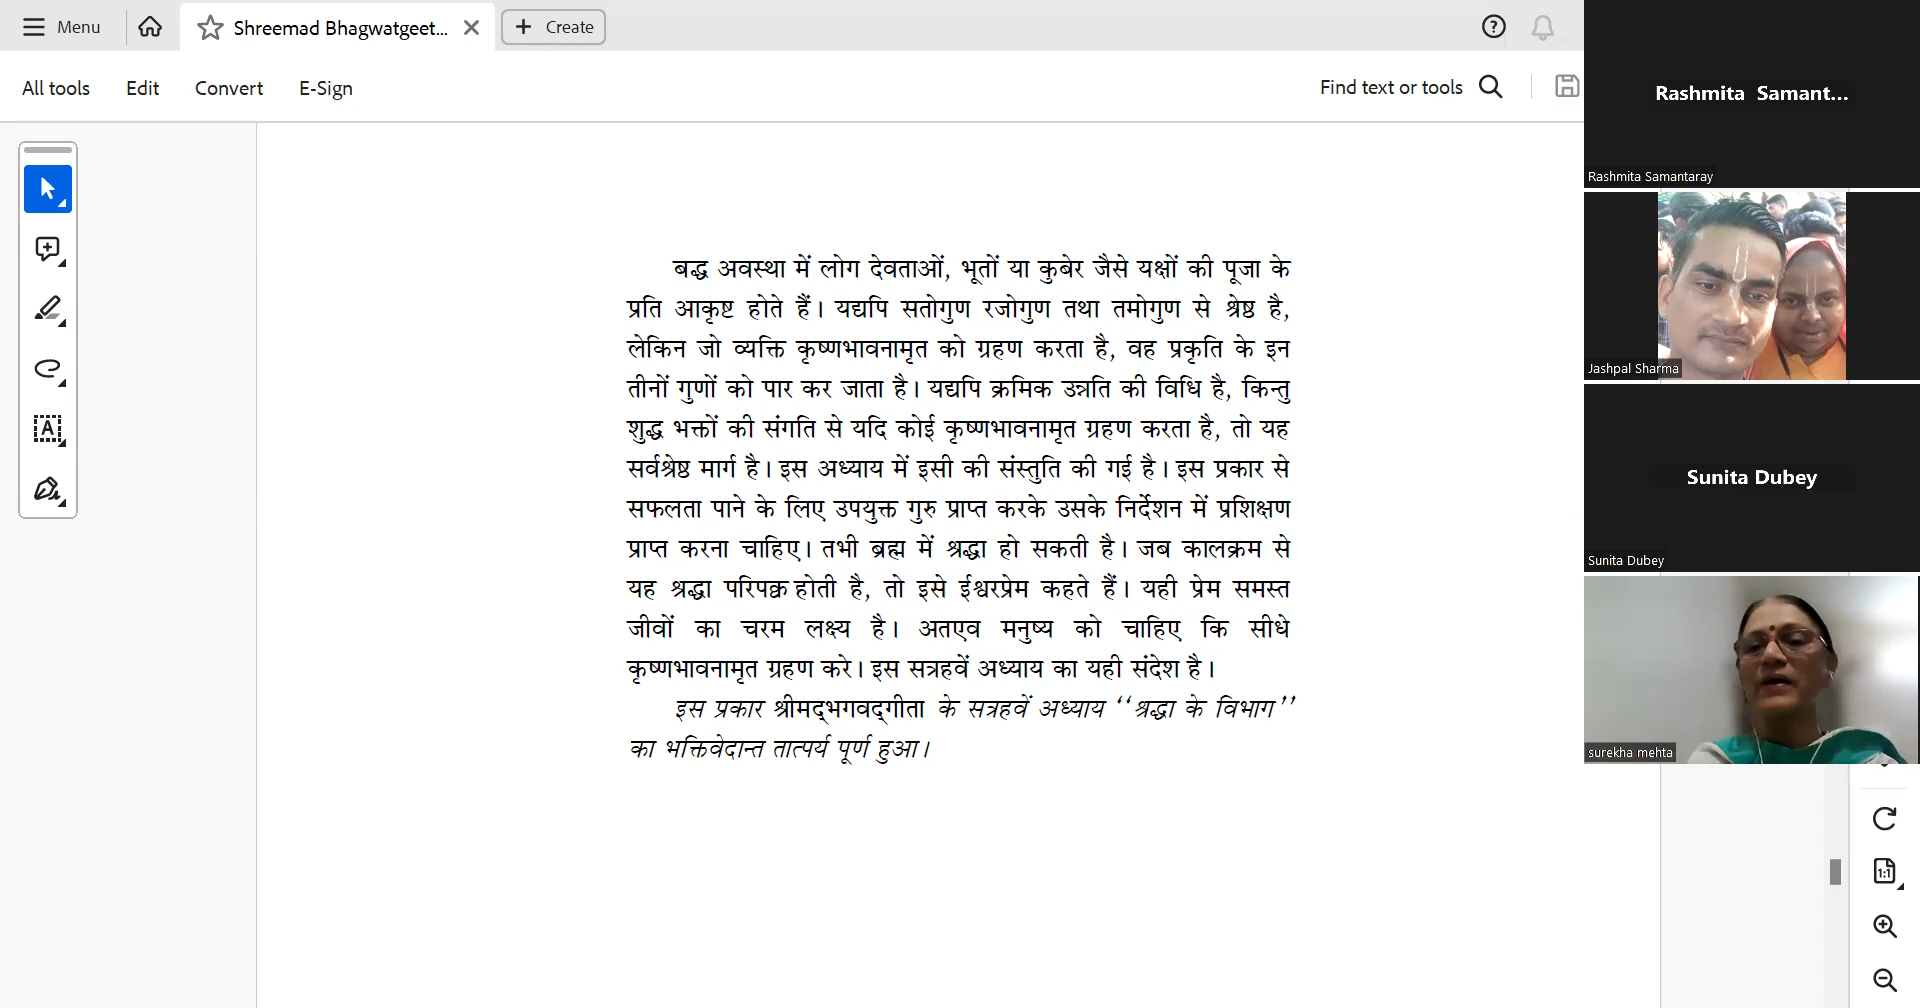 Menu
Shreemad Bhagwatgeet...
Create
All tools
Edit
Convert
E-Sign
Find text or tools
बद्ध अवस्था में लोग देवताओं, भूतों या कुबेर जैसे यक्षों की पूजा के
प्रति आकृष्ट होते हैं। यद्यपि सतोगुण रजोगुण तथा तमोगुण से श्रेष्ठ है,
लेकिन जो व्यक्ति कृष्णभावनामृत को ग्रहण करता है, वह प्रकृति के इन
तीनों गुणों को पार कर जाता है। यद्यपि क्रमिक उन्नति की विधि है, किन्तु
शुद्ध भक्तों की संगति से यदि कोई कृष्णभावनामृत ग्रहण करता है, तो यह
सर्वश्रेष्ठ मार्ग है। इस अध्याय में इसी की संस्तुति की गई है। इस प्रकार से
सफलता पाने के लिए उपयुक्त गुरु प्राप्त करके उसके निर्देशन में प्रशिक्षण
प्राप्त करना चाहिए। तभी ब्रह्म में श्रद्धा हो सकती है। जब कालक्रम से
यह श्रद्धा परिपक्व होती है, तो इसे ईश्वरप्रेम कहते हैं। यही प्रेम समस्त
जीवों का चरम लक्ष्य है। अतएव मनुष्य को चाहिए कि सीधे
कृष्णभावनामृत ग्रहण करे। इस सत्रहवें अध्याय का यही संदेश है।
इस प्रकार श्रीमद्भगवद्गीता के सत्रहवें अध्याय ‘‘श्रद्धा के विभाग’’
का भक्तिवेदान्त तात्पर्य पूर्ण हुआ।
Rashmita Samant...
Rashmita Samantaray
Jashpal Sharma
Sunita Dubey
Sunita Dubey
surekha mehta
1:1